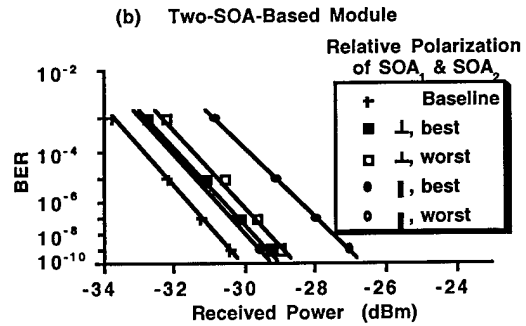 (b) Two-SOA-Based Module
Relative Polarization
of SOA1 & SOA2
Baseline
⊥, best
⊥, worst
∥, best
∥, worst
BER
10-2
10-4
10-6
10-8
10-10
-34 -32 -30 -28 -26 -24
Received Power (dBm)